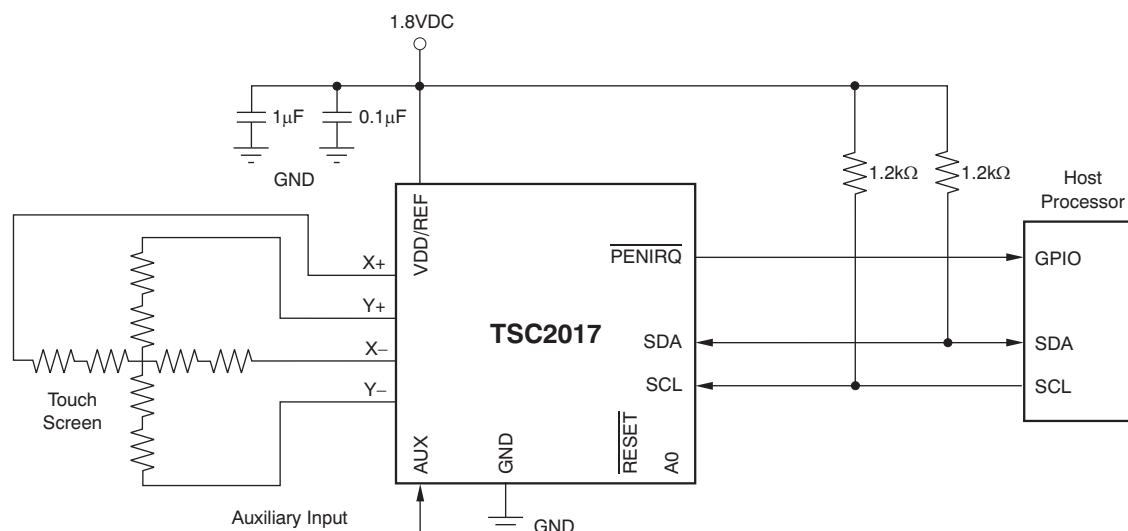 1.8VDC
1μF
0.1μF
GND
1.2kΩ
1.2kΩ
Host
Processor
VDD/REF
X+
Y+
X–
Y–
PENIRQ
GPIO
TSC2017
SDA
SDA
SCL
SCL
Touch
Screen
AUX
GND
RESET
A0
Auxiliary Input
GND